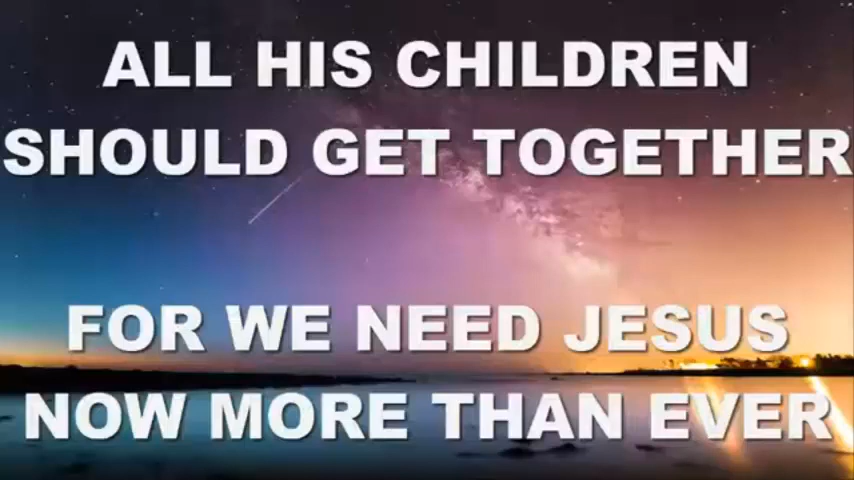 ALL HIS CHILDREN
SHOULD GET TOGETHER
FOR WE NEED JESUS
NOW MORE THAN EVER